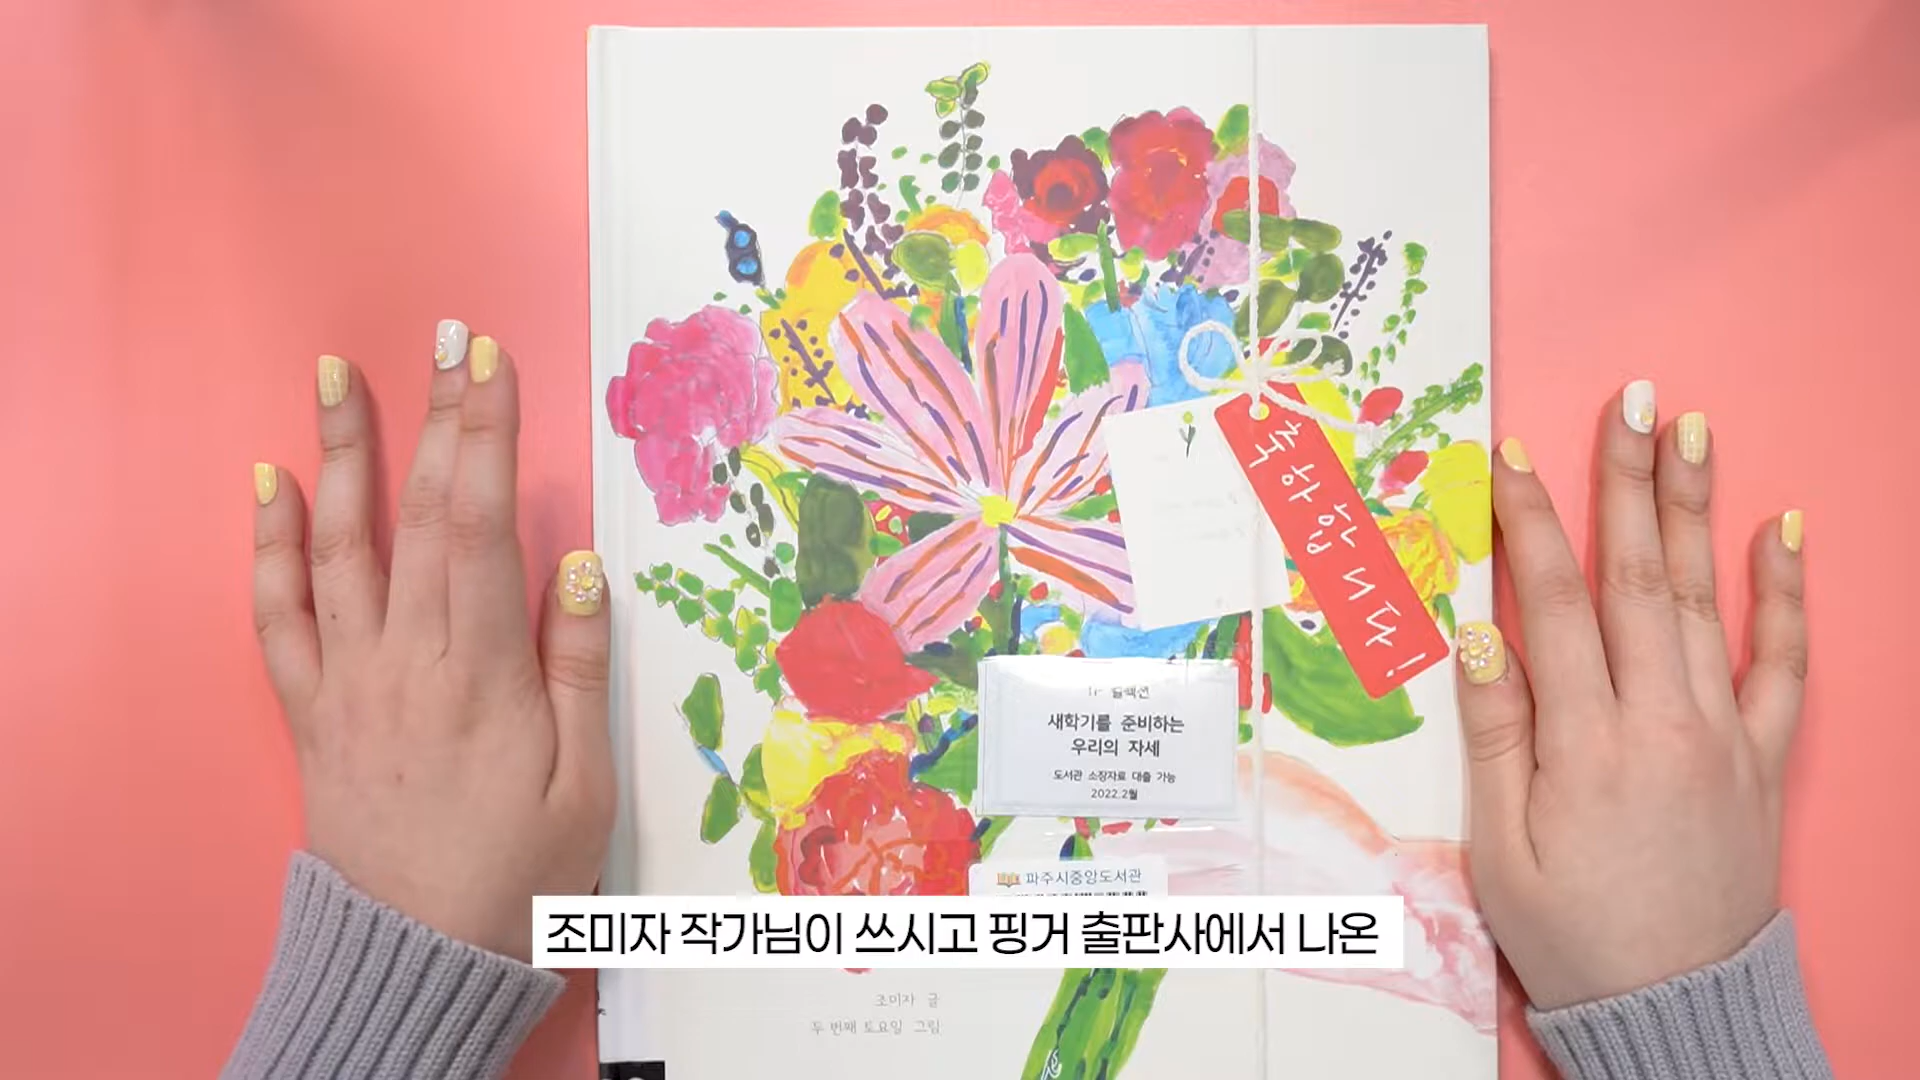 축하합니다!
컬렉션
새학기를 준비하는
우리의 자세
도서관 소장자료 대출 가능
2022.2월
파주시중앙도서관
조미자 작가님이 쓰시고 핑거 출판사에서 나온
조미자 글
두 번째 토요일 그림